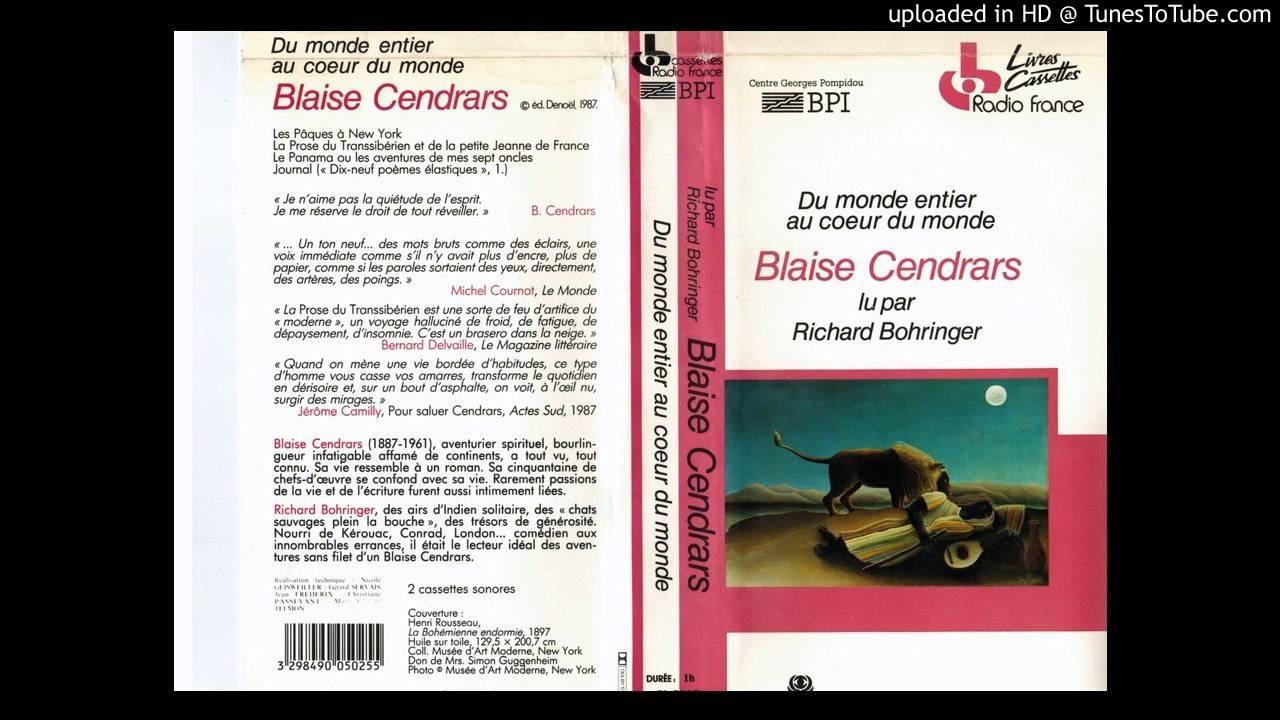 uploaded in HD @ TunesToTube.com
Du monde entier
au coeur du monde
Blaise Cendrars © éd. Denoël, 1987.
Les Pâques à New York
La Prose du Transsibérien et de la petite Jeanne de France
Le Panama ou les aventures de mes sept oncles
Journal (« Dix-neuf poèmes élastiques », 1.)
« Je n'aime pas la quiétude de l'esprit.
Je me réserve le droit de tout réveiller. » B. Cendrars
« ... Un ton neuf... des mots bruts comme des éclairs, une
voix immédiate comme s'il n'y avait plus d'encre, plus de
papier, comme si les paroles sortaient des yeux, directement,
des artères, des poings. »
Michel Cournot, Le Monde
« La Prose du Transsibérien est une sorte de feu d'artifice du
« moderne », un voyage halluciné de froid, de fatigue, de
dépaysement, d'insomnie. C'est un brasero dans la neige. »
Bernard Delvaille, Le Magazine littéraire
« Quand on mène une vie bordée d'habitudes, ce type
d'homme vous casse vos amarres, transforme le quotidien
en dérisoire et, sur un bout d'asphalte, on voit, à l'œil nu,
surgir des mirages. »
Jérôme Camilly, Pour saluer Cendrars, Actes Sud, 1987
Blaise Cendrars (1887-1961), aventurier spirituel, bourlin-
gueur infatigable affamé de continents, a tout vu, tout
connu. Sa vie ressemble à un roman. Sa cinquantaine de
chefs-d'œuvre se confond avec sa vie. Rarement passions
de la vie et de l'écriture furent aussi intimement liées.
Richard Bohringer, des airs d'Indien solitaire, des « chats
sauvages plein la bouche », des trésors de générosité.
Nourri de Kérouac, Conrad, London... comédien aux
innombrables errances, il était le lecteur idéal des aven-
tures sans filet d'un Blaise Cendrars.
Réalisation technique : Nicole
GEISWEILLER - Gérard SERVAIS
Jean FREDERIX - Christiane
PASSEVANT
TELMON
3 298490 050255
2 cassettes sonores
Couverture :
Henri Rousseau,
La Bohémienne endormie, 1897
Huile sur toile, 129,5 × 200,7 cm
Coll. Musée d'Art Moderne, New York
Don de Mrs. Simon Guggenheim
Photo © Musée d'Art Moderne, New York
cassettes
Radio france
BPI
Du monde entier au coeur du monde
lu par
Richard Bohringer
Blaise Cendrars
DURÉE : 1h
Centre Georges Pompidou
BPI
Livres
Cassettes
Radio france
Du monde entier
au coeur du monde
Blaise Cendrars
lu par
Richard Bohringer